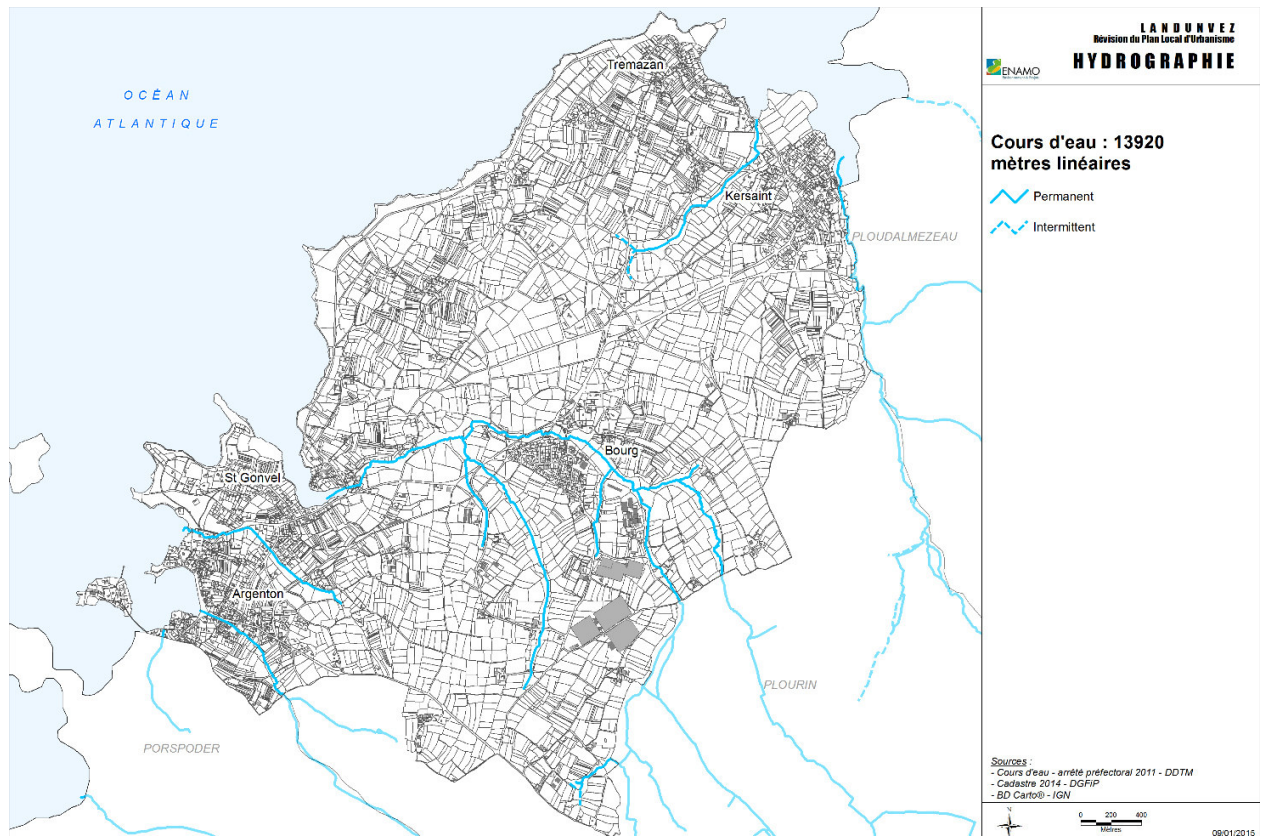 LANDUNVEZ
Révision du Plan Local d'Urbanisme
HYDROGRAPHIE
ENAMO
Cours d'eau : 13920
mètres linéaires
Permanent
Intermittent
OCÉAN
ATLANTIQUE
Tremazan
Kersaint
PLOUDALMEZEAU
Bourg
St Gonvel
Argenton
PLOURIN
PORSPODER
Sources :
- Cours d'eau - arrêté préfectoral 2011 - DDTM
- Cadastre 2014 - DGFiP
- BD Carto® - IGN
N
0 200 400
Mètres
09/01/2015